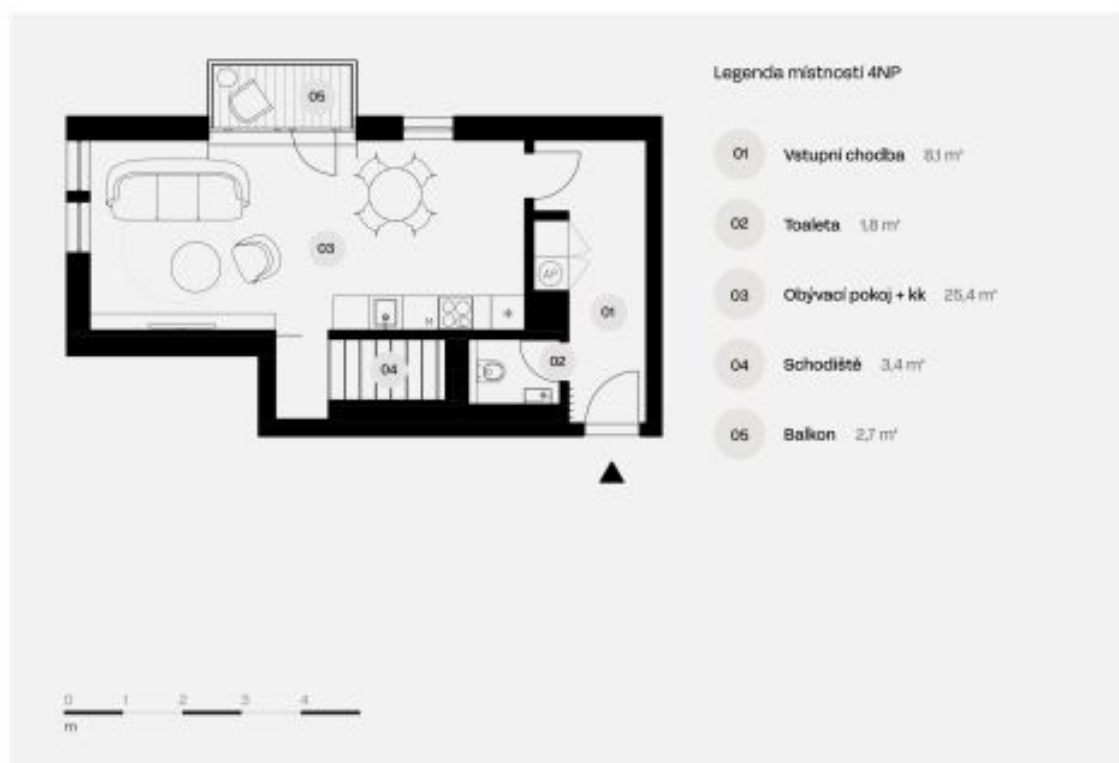 Legenda místností 4NP
01 Vstupní chodba 8,1 m²
02 Toaleta 1,8 m²
03 Obývací pokoj + kk 25,4 m²
04 Schodiště 3,4 m²
05 Balkon 2,7 m²
05
03
AP
01
M
02
04
0 1 2 3 4
m